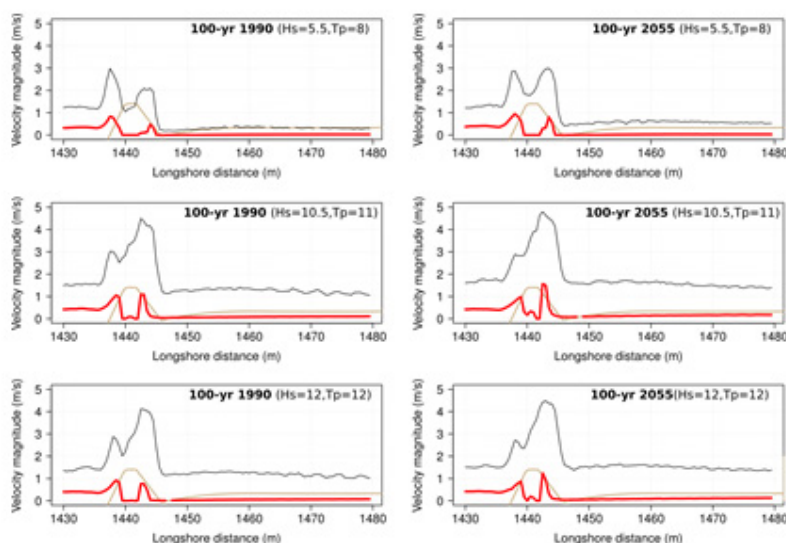 100-yr 1990 (Hs=5.5,Tp=8)
Velocity magnitude (m/s)
5
4
3
2
1
0
1430 1440 1450 1460 1470 1480
Longshore distance (m)
100-yr 2055 (Hs=5.5,Tp=8)
Velocity magnitude (m/s)
5
4
3
2
1
0
1430 1440 1450 1460 1470 1480
Longshore distance (m)
100-yr 1990 (Hs=10.5,Tp=11)
Velocity magnitude (m/s)
5
4
3
2
1
0
1430 1440 1450 1460 1470 1480
Longshore distance (m)
100-yr 2055 (Hs=10.5,Tp=11)
Velocity magnitude (m/s)
5
4
3
2
1
0
1430 1440 1450 1460 1470 1480
Longshore distance (m)
100-yr 1990 (Hs=12,Tp=12)
Velocity magnitude (m/s)
5
4
3
2
1
0
1430 1440 1450 1460 1470 1480
Longshore distance (m)
100-yr 2055(Hs=12,Tp=12)
Velocity magnitude (m/s)
5
4
3
2
1
0
1430 1440 1450 1460 1470 1480
Longshore distance (m)